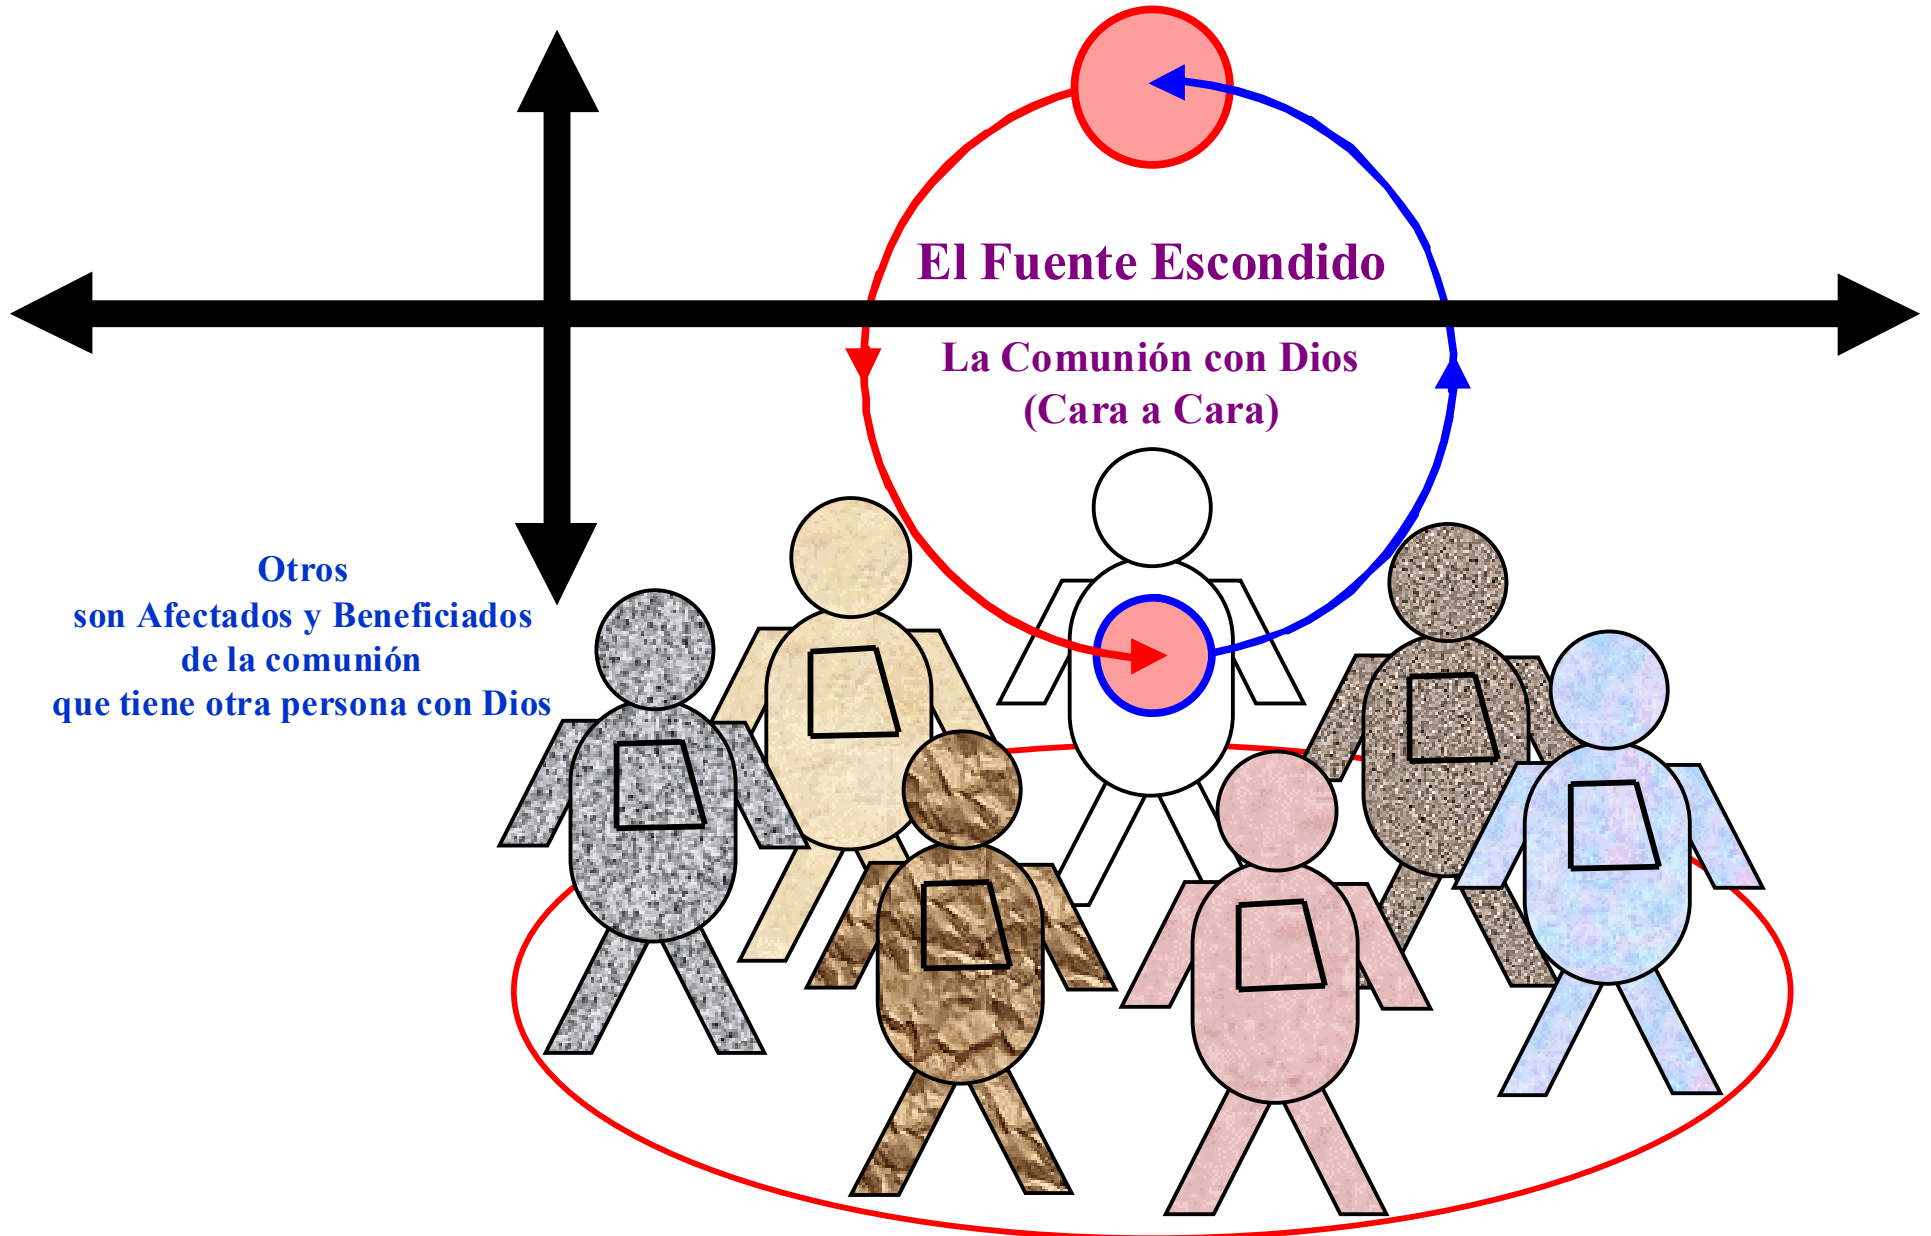 El Fuente Escondido
La Comunión con Dios
(Cara a Cara)
Otros
son Afectados y Beneficiados
de la comunión
que tiene otra persona con Dios